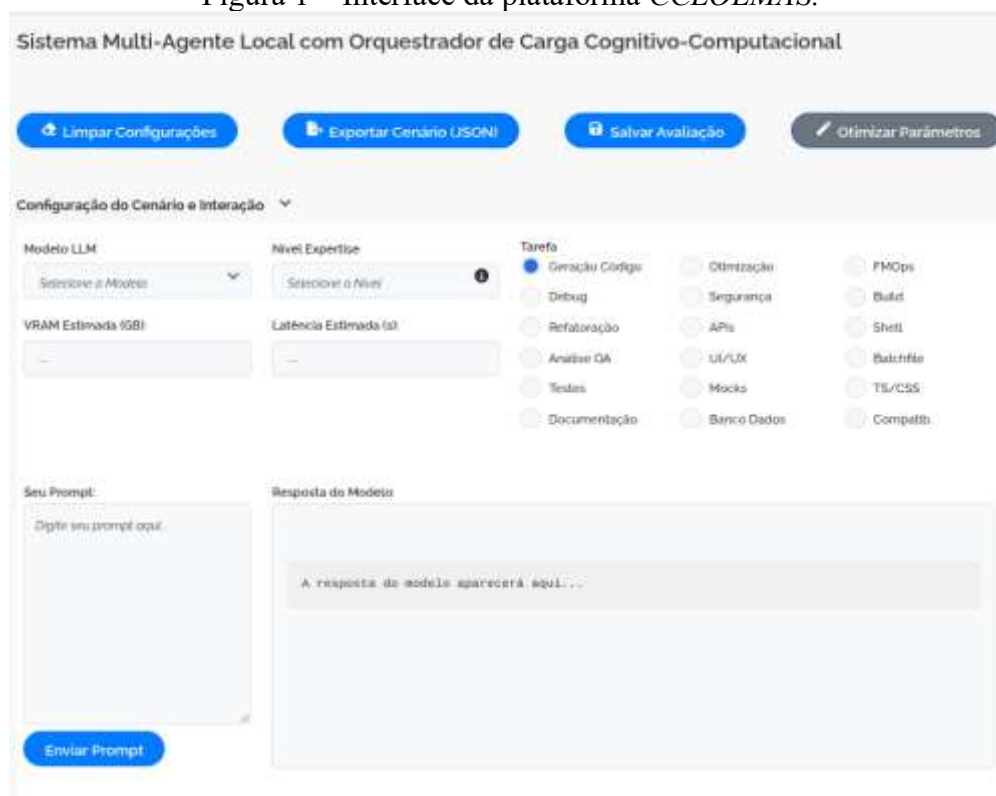 Figura 1 – Interface da plataforma CCLOLMAS.
Sistema Multi-Agente Local com Orquestrador de Carga Cognitivo-Computacional
Limpar Configurações Exportar Cenário (JSON) Salvar Avaliação Otimizar Parâmetros
Configuração do Cenário e Interação
Modelo LLM Nível Expertise Tarefa
Selecione o Modelo Selecione o Nível Geração Código Otimização FMOps
Debug Segurança Build
VRAM Estimada (GB): Latência Estimada (s): Refatoração APIs Shell
... ... Analise QA UI/UX Batchfile
Testes Mocks TS/CSS
Documentação Banco Dados Compatib.
Seu Prompt: Resposta do Modelo:
Digite seu prompt aqui
A resposta do modelo aparecerá aqui...
Enviar Prompt